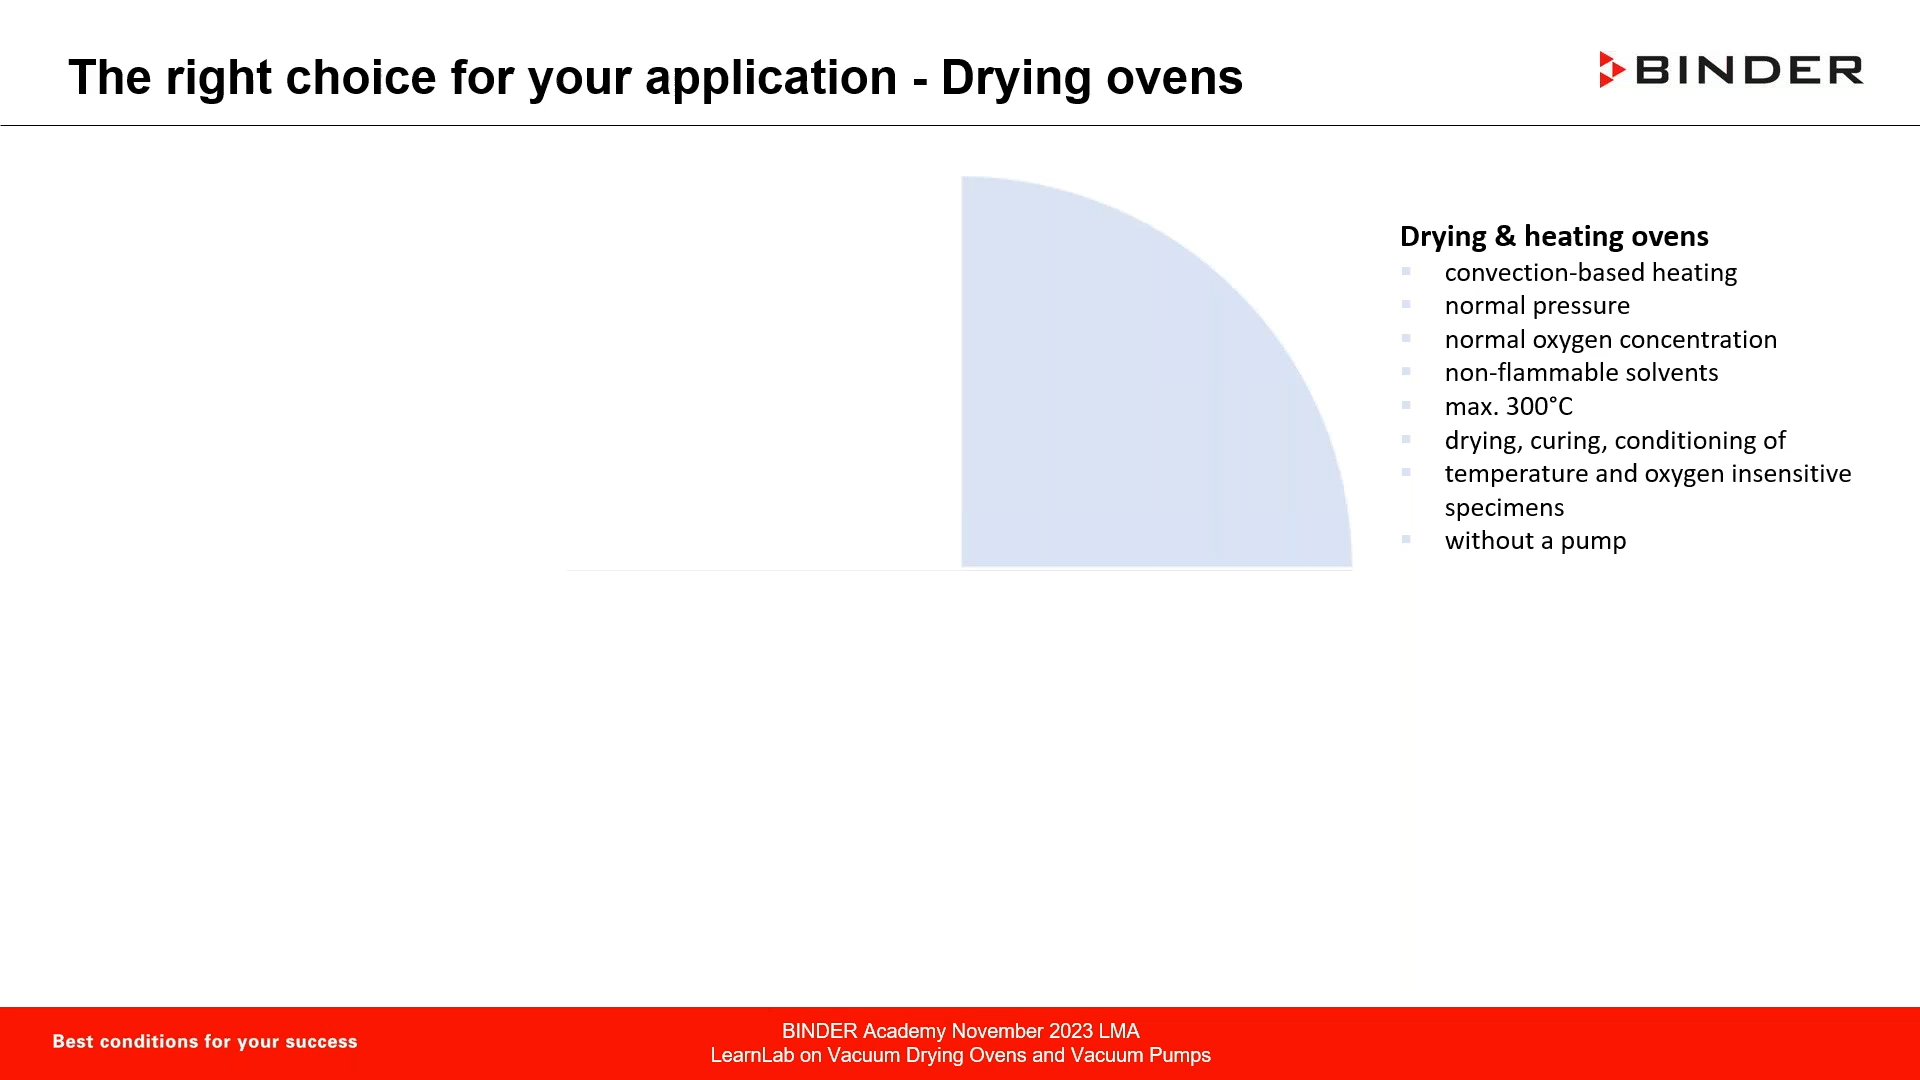 The right choice for your application - Drying ovens
BINDER
Drying & heating ovens
convection-based heating
normal pressure
normal oxygen concentration
non-flammable solvents
max. 300°C
drying, curing, conditioning of
temperature and oxygen insensitive
specimens
without a pump
Best conditions for your success
BINDER Academy November 2023 LMA
LearnLab on Vacuum Drying Ovens and Vacuum Pumps